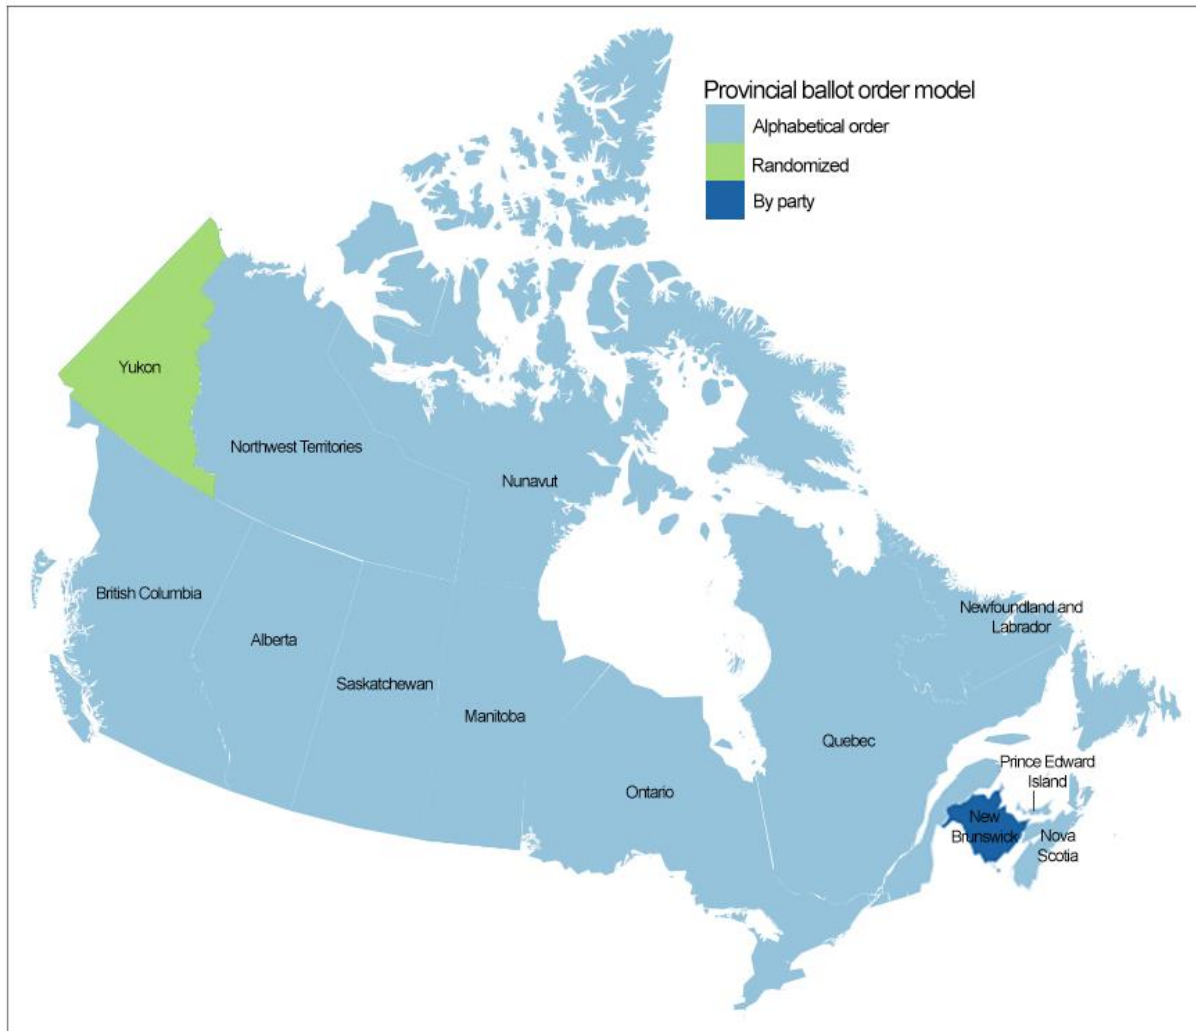 Provincial ballot order model
Alphabetical order
Randomized
By party
Yukon
Northwest Territories
Nunavut
British Columbia
Alberta
Saskatchewan
Manitoba
Ontario
Quebec
Newfoundland and
Labrador
Prince Edward
Island
New
Brunswick
Nova
Scotia